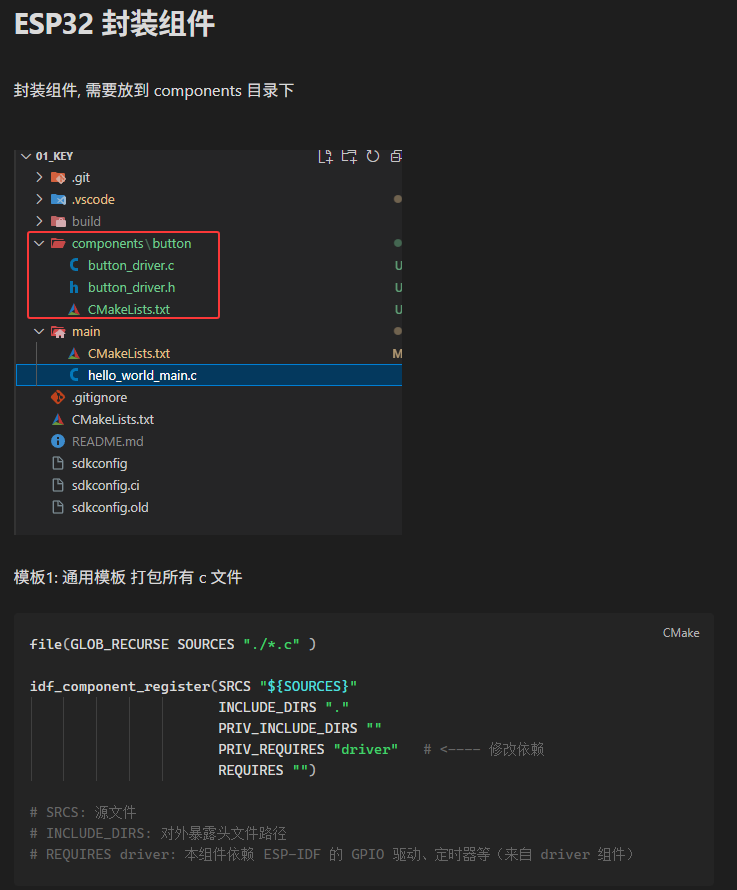 ESP32 封装组件
封装组件, 需要放到 components 目录下
01_KEY
.git
.vscode
build
components\button
button_driver.c
U
button_driver.h
U
CMakeLists.txt
U
main
CMakeLists.txt
M
hello_world_main.c
.gitignore
CMakeLists.txt
README.md
sdkconfig
sdkconfig.ci
sdkconfig.old
模板1: 通用模板 打包所有 c 文件
CMake
file(GLOB_RECURSE SOURCES "./*.c" )
idf_component_register(SRCS "${SOURCES}"
INCLUDE_DIRS "."
PRIV_INCLUDE_DIRS ""
PRIV_REQUIRES "driver"   # <---- 修改依赖
REQUIRES "")
# SRCS: 源文件
# INCLUDE_DIRS: 对外暴露头文件路径
# REQUIRES driver: 本组件依赖 ESP-IDF 的 GPIO 驱动、定时器等（来自 driver 组件）